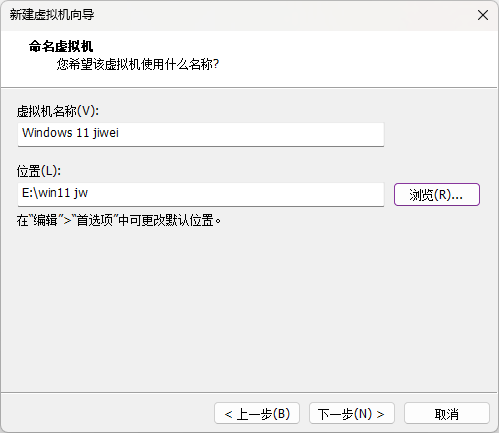 新建虚拟机向导
命名虚拟机
您希望该虚拟机使用什么名称?
虚拟机名称(V):
Windows 11 jiwei
位置(L):
E:\win11 jw
浏览(R)...
在“编辑”>“首选项”中可更改默认位置。
< 上一步(B)
下一步(N) >
取消